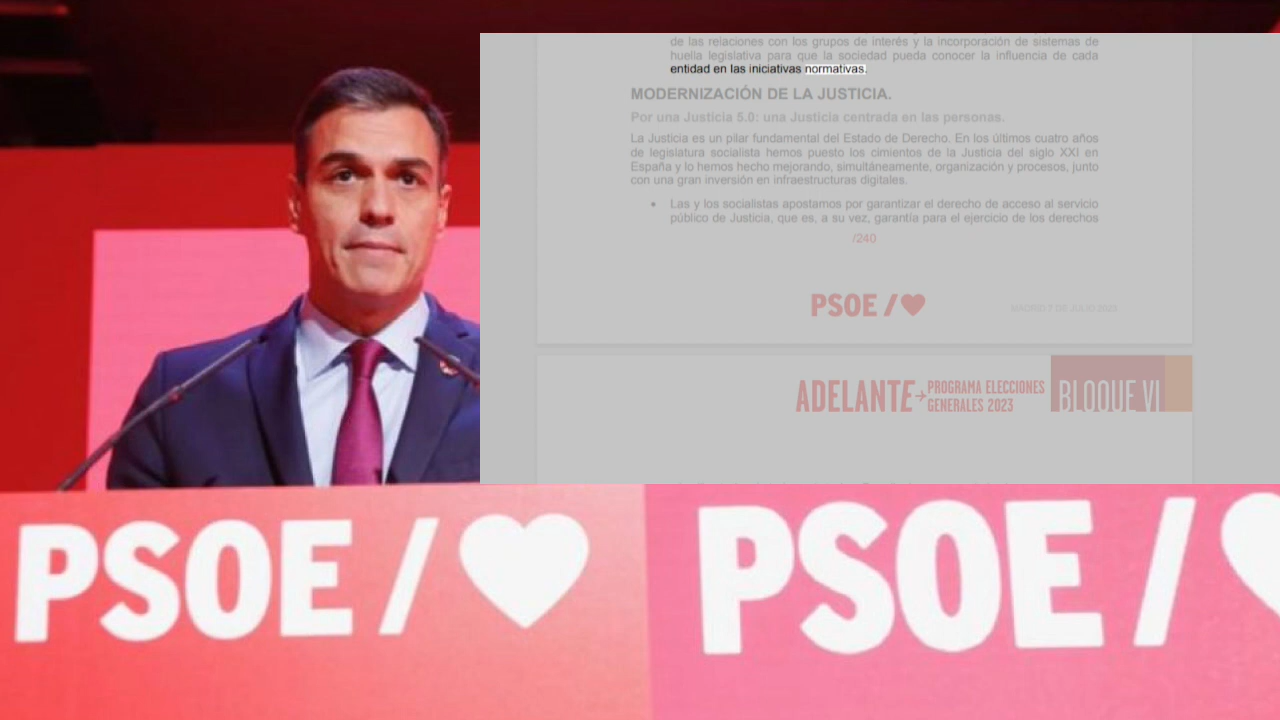 de las relaciones con los grupos de interés y la incorporación de sistemas de
huella legislativa para que la sociedad pueda conocer la influencia de cada
entidad en las iniciativas normativas.
MODERNIZACIÓN DE LA JUSTICIA.
Por una Justicia 5.0: una Justicia centrada en las personas.
La Justicia es un pilar fundamental del Estado de Derecho. En los últimos cuatro años
de legislatura socialista hemos puesto los cimientos de la Justicia del siglo XXI en
España y lo hemos hecho mejorando, simultáneamente, organización y procesos, junto
con una gran inversión en infraestructuras digitales.
• Las y los socialistas apostamos por garantizar el derecho de acceso al servicio
público de Justicia, que es, a su vez, garantía para el ejercicio de los derechos
/240
PSOE /
MADRID 7 DE JULIO 2023
ADELANTE → PROGRAMA ELECCIONES
GENERALES 2023
BLOQUE VI
PSOE /
PSOE /